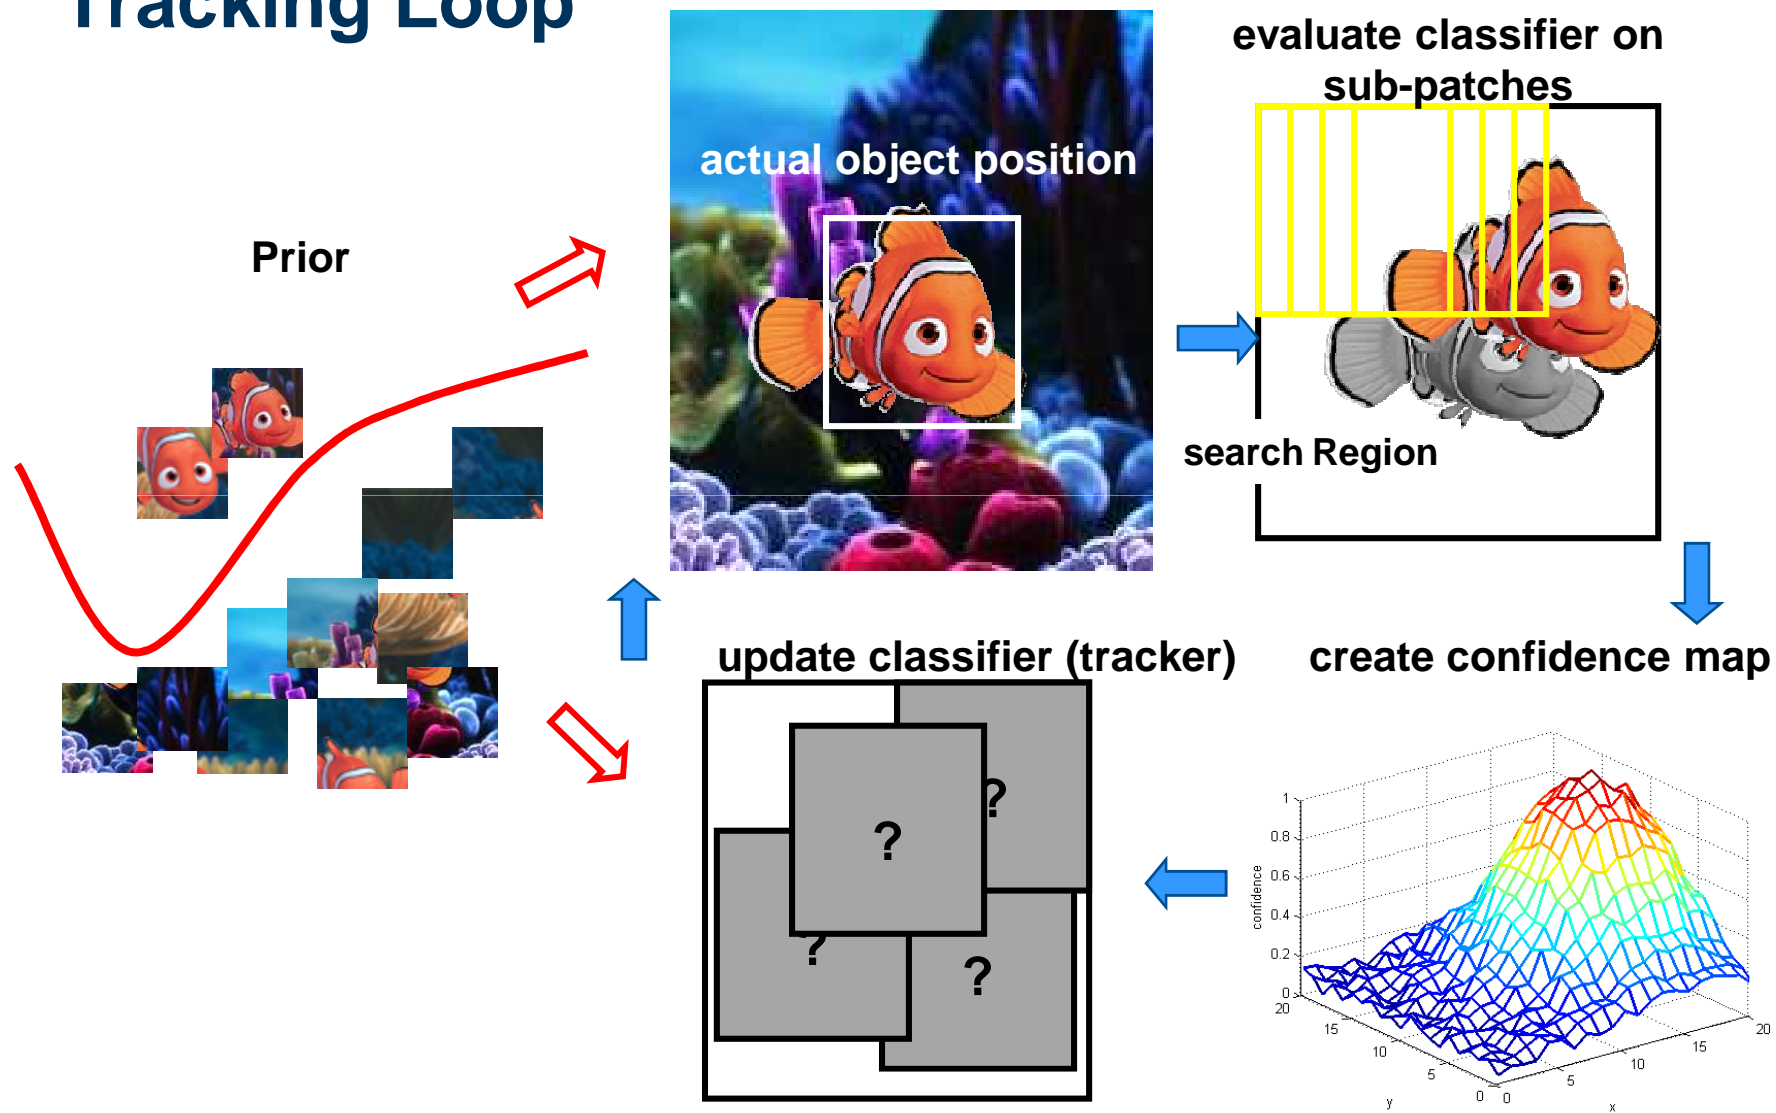 Tracking Loop
evaluate classifier on
sub-patches
actual object position
Prior
search Region
update classifier (tracker)
create confidence map
?
?
?
?
1
0.8
0.6
0.4
0.2
0
confidence
20
15
10
5
0
y
0
5
10
15
20
x